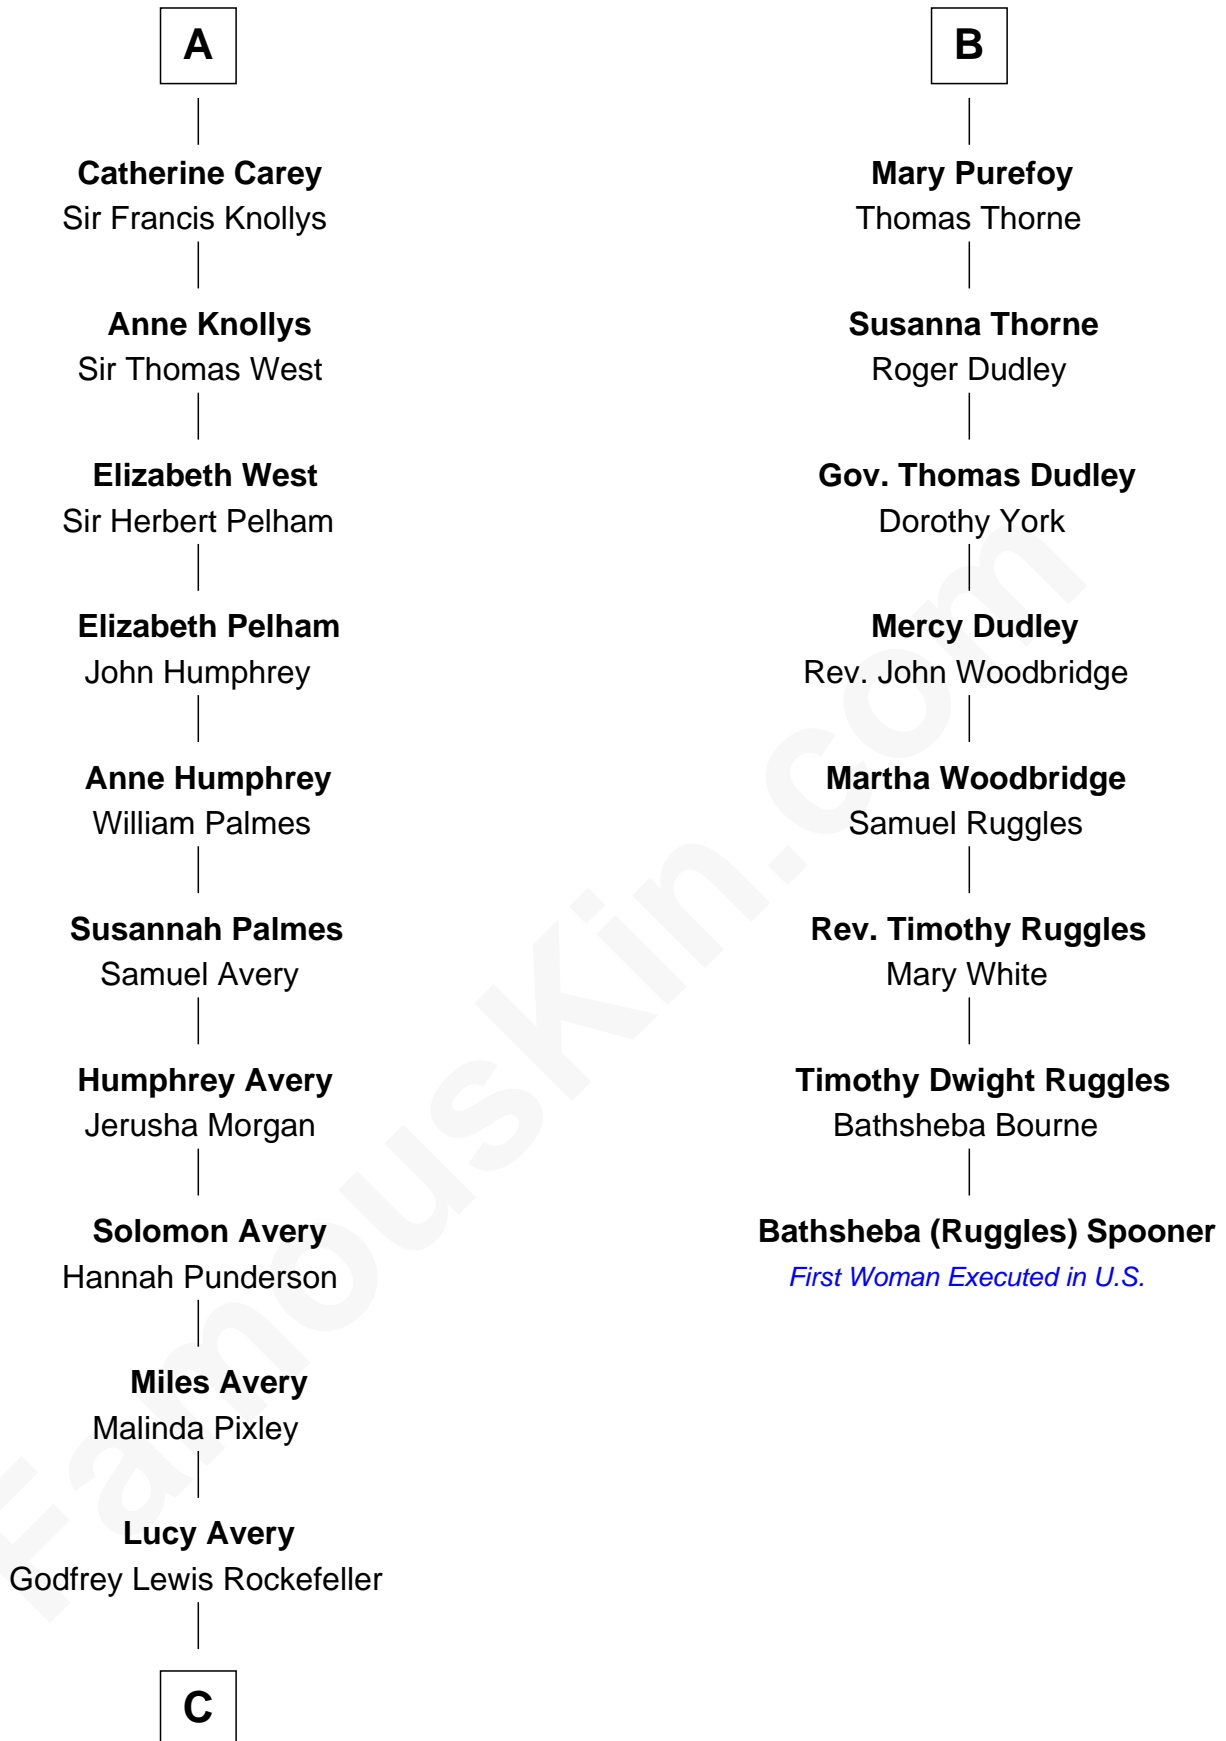 A
Catherine Carey
Sir Francis Knollys
Anne Knollys
Sir Thomas West
Elizabeth West
Sir Herbert Pelham
Elizabeth Pelham
John Humphrey
Anne Humphrey
William Palmes
Susannah Palmes
Samuel Avery
Humphrey Avery
Jerusha Morgan
Solomon Avery
Hannah Punderson
Miles Avery
Malinda Pixley
Lucy Avery
Godfrey Lewis Rockefeller
C
B
Mary Purefoy
Thomas Thorne
Susanna Thorne
Roger Dudley
Gov. Thomas Dudley
Dorothy York
Mercy Dudley
Rev. John Woodbridge
Martha Woodbridge
Samuel Ruggles
Rev. Timothy Ruggles
Mary White
Timothy Dwight Ruggles
Bathsheba Bourne
Bathsheba (Ruggles) Spooner
First Woman Executed in U.S.
FamousKin.com